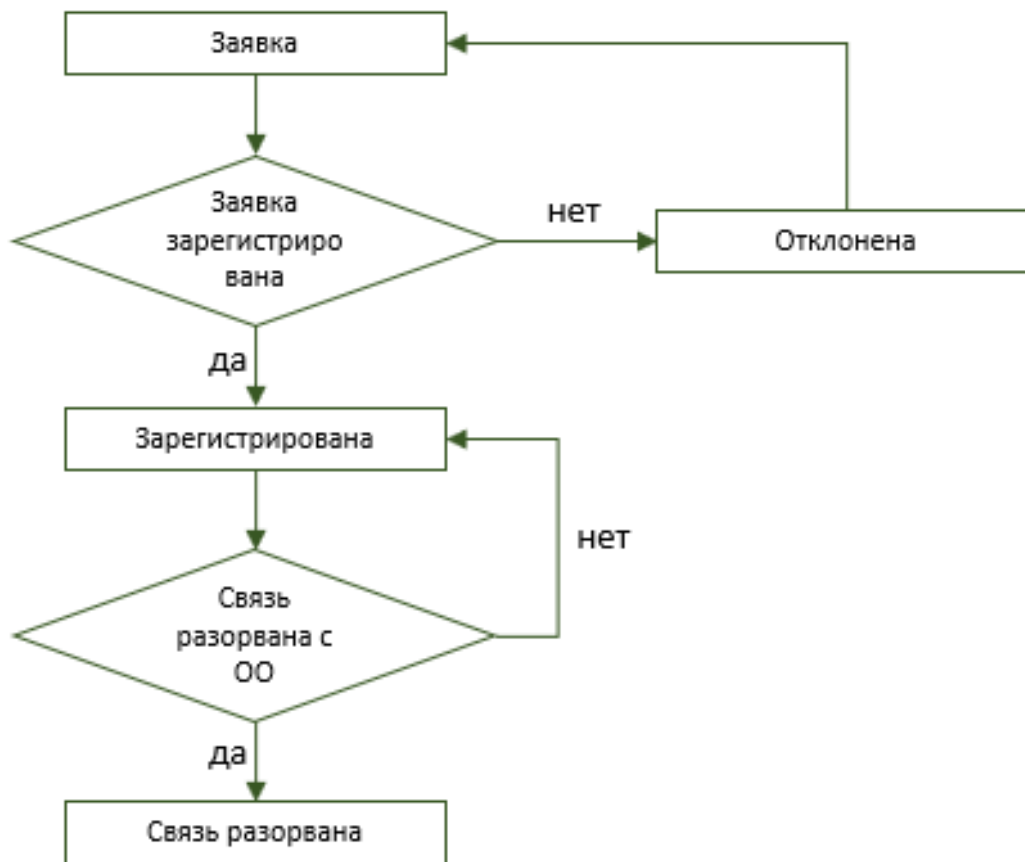 Заявка
Заявка
зарегистриро
вана
нет
Отклонена
да
Зарегистрирована
нет
Связь
разорвана с
ОО
да
Связь разорвана